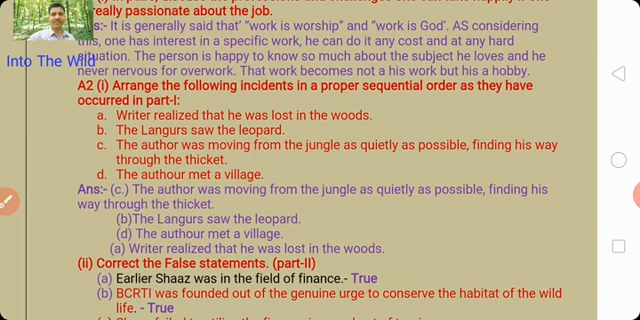 really passionate about the job.
s:- It is generally said that' “work is worship” and “work is God'. AS considering
this, one has interest in a specific work, he can do it any cost and at any hard
situation. The person is happy to know so much about the subject he loves and he
Into The Wild
never nervous for overwork. That work becomes not a his work but his a hobby.
A2 (i) Arrange the following incidents in a proper sequential order as they have
occurred in part-I:
a. Writer realized that he was lost in the woods.
b. The Langurs saw the leopard.
c. The author was moving from the jungle as quietly as possible, finding his way
through the thicket.
d. The authour met a village.
Ans:- (c.) The author was moving from the jungle as quietly as possible, finding his
way through the thicket.
(b)The Langurs saw the leopard.
(d) The authour met a village.
(a) Writer realized that he was lost in the woods.
(ii) Correct the False statements. (part-II)
(a) Earlier Shaaz was in the field of finance.- True
(b) BCRTI was founded out of the genuine urge to conserve the habitat of the wild
life. - True